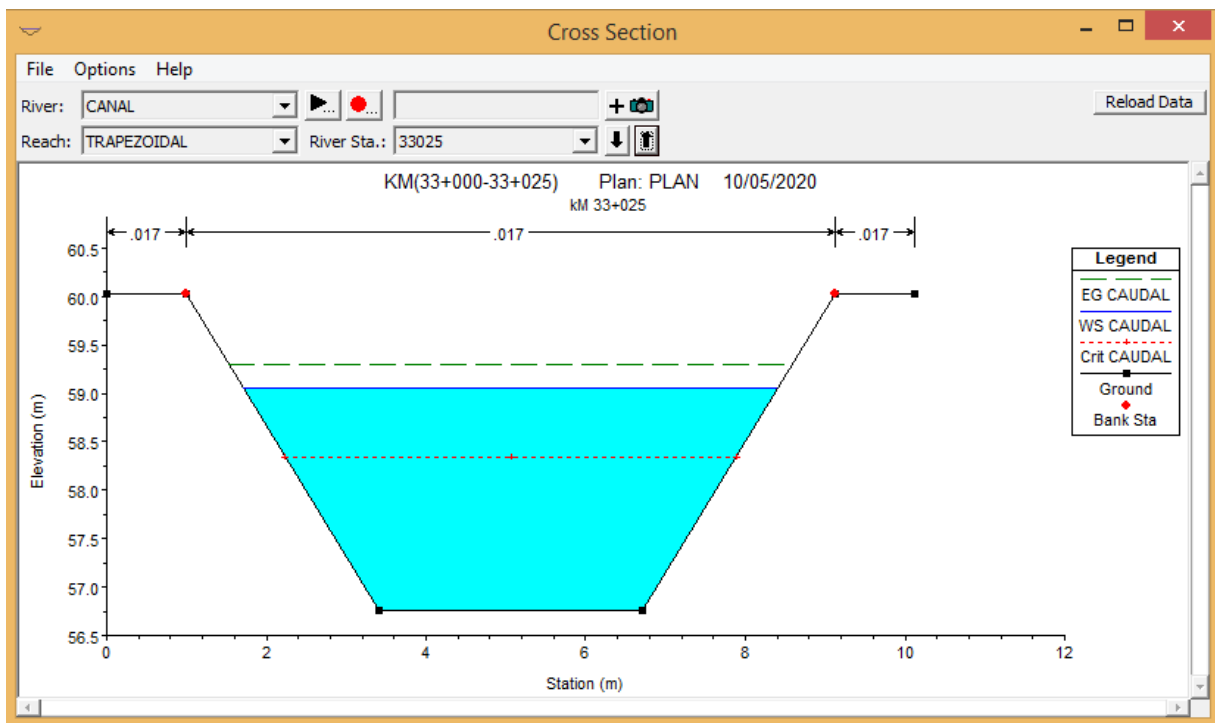 Cross Section
File Options Help
River: CANAL Reload Data
Reach: TRAPEZOIDAL River Sta.: 33025
KM(33+000-33+025) Plan: PLAN 10/05/2020
kM 33+025
.017 .017 .017
60.5
60.0
59.5
59.0
58.5
58.0
57.5
57.0
56.5
Elevation (m)
0 2 4 6 8 10 12
Station (m)
Legend
EG CAUDAL
WS CAUDAL
Crit CAUDAL
Ground
Bank Sta